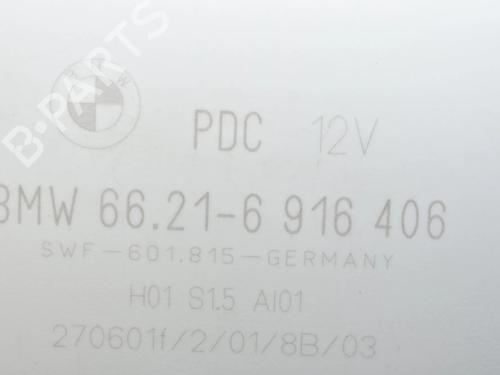 B-PARTS
BMW
PDC 12V
BMW 66.21-6 916 406
SWF-601.815-GERMANY
H01 S1.5 AI01
270601f/2/01/8B/03